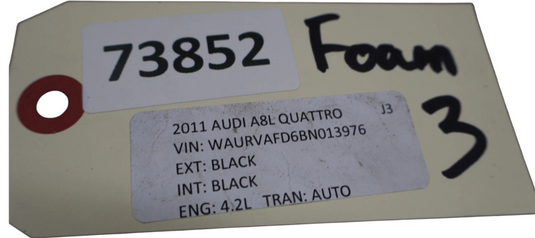 73852 Foam
2011 AUDI A8L QUATTRO J3
VIN: WAURVAFD6BN013976
EXT: BLACK
INT: BLACK
ENG: 4.2L TRAN: AUTO
3